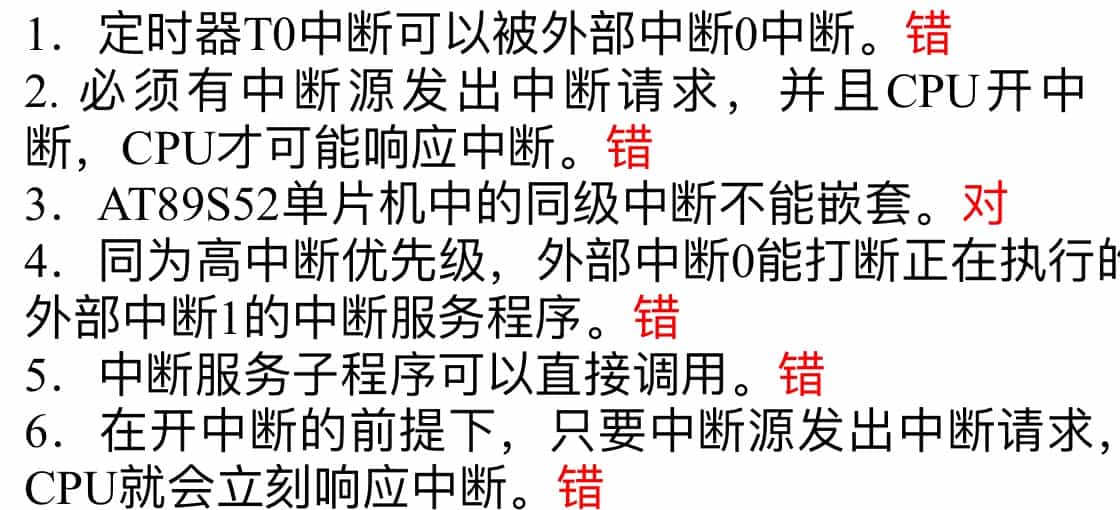 1．定时器T0中断可以被外部中断0中断。错
2. 必须有中断源发出中断请求，并且CPU开中
断，CPU才可能响应中断。错
3．AT89S52单片机中的同级中断不能嵌套。对
4．同为高中断优先级，外部中断0能打断正在执行的
外部中断1的中断服务程序。错
5．中断服务子程序可以直接调用。错
6．在开中断的前提下，只要中断源发出中断请求，
CPU就会立刻响应中断。错